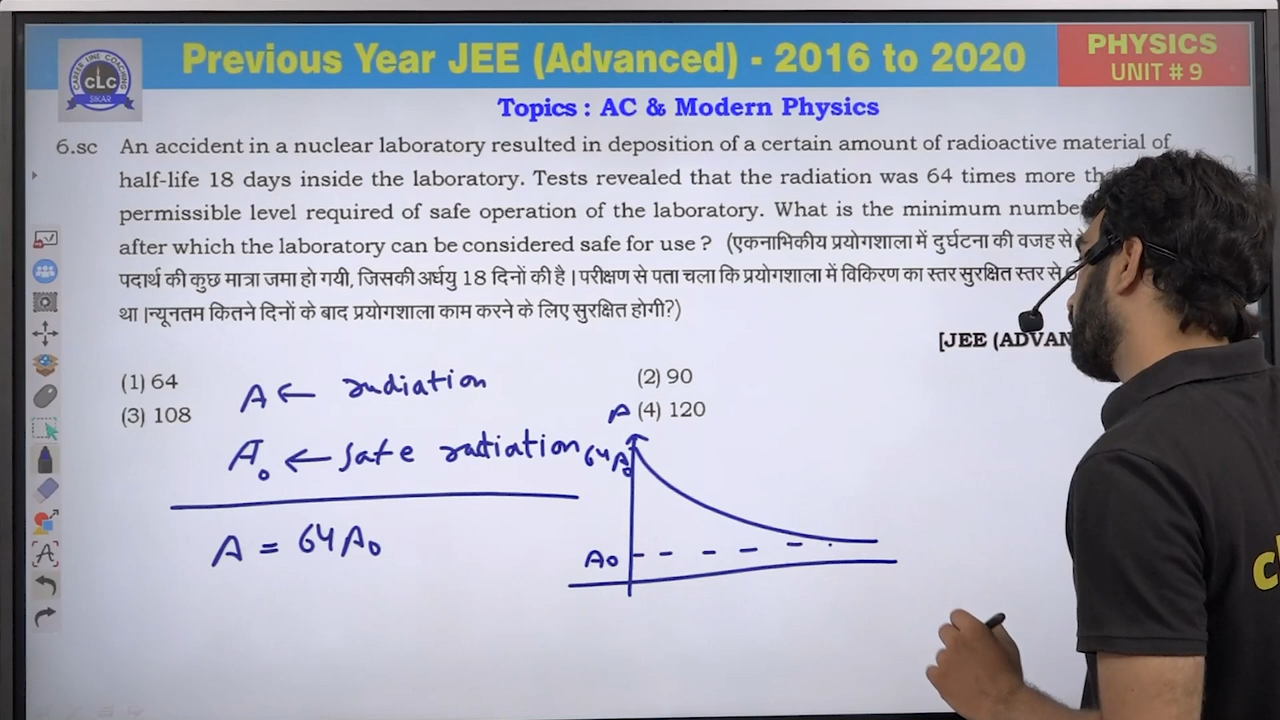 Previous Year JEE (Advanced) - 2016 to 2020
PHYSICS
UNIT # 9
CAREER LINE COACHING
CLC
SIKAR
Topics : AC & Modern Physics
6.sc An accident in a nuclear laboratory resulted in deposition of a certain amount of radioactive material of
half-life 18 days inside the laboratory. Tests revealed that the radiation was 64 times more
permissible level required of safe operation of the laboratory. What is the minimum
after which the laboratory can be considered safe for use ? (एकनाभिकीय प्रयोगशाला में दुर्घटना की वजह से
पदार्थ की कुछ मात्रा जमा हो गयी, जिसकी अर्धयु 18 दिनों की है। परीक्षण से पता चला कि प्रयोगशाला में विकिरण का स्तर सुरक्षित स्तर से
था।न्यूनतम कितने दिनों के बाद प्रयोगशाला काम करने के लिए सुरक्षित होगी?)
[JEE (ADVAN
(1) 64
(2) 90
(3) 108
(4) 120
A ← radiation
A₀ ← safe radiation
A = 64A₀
A
64A₀
A₀